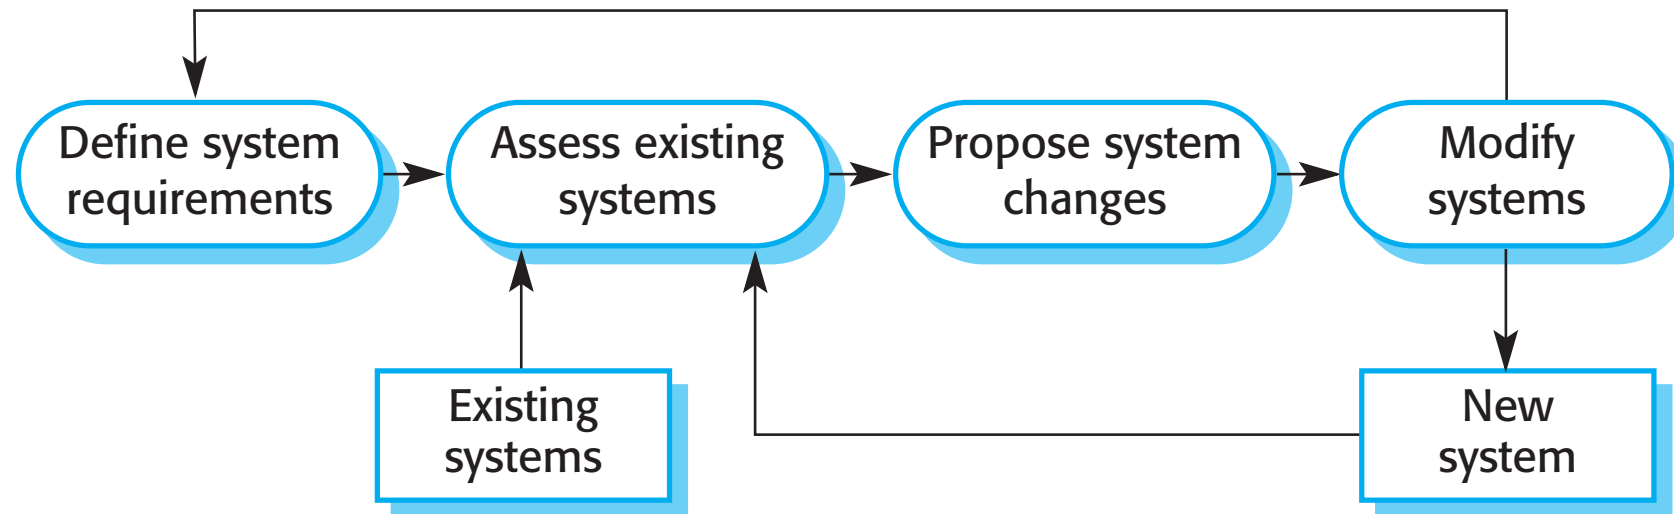 Define system
requirements
Assess existing
systems
Propose system
changes
Modify
systems
Existing
systems
New
system